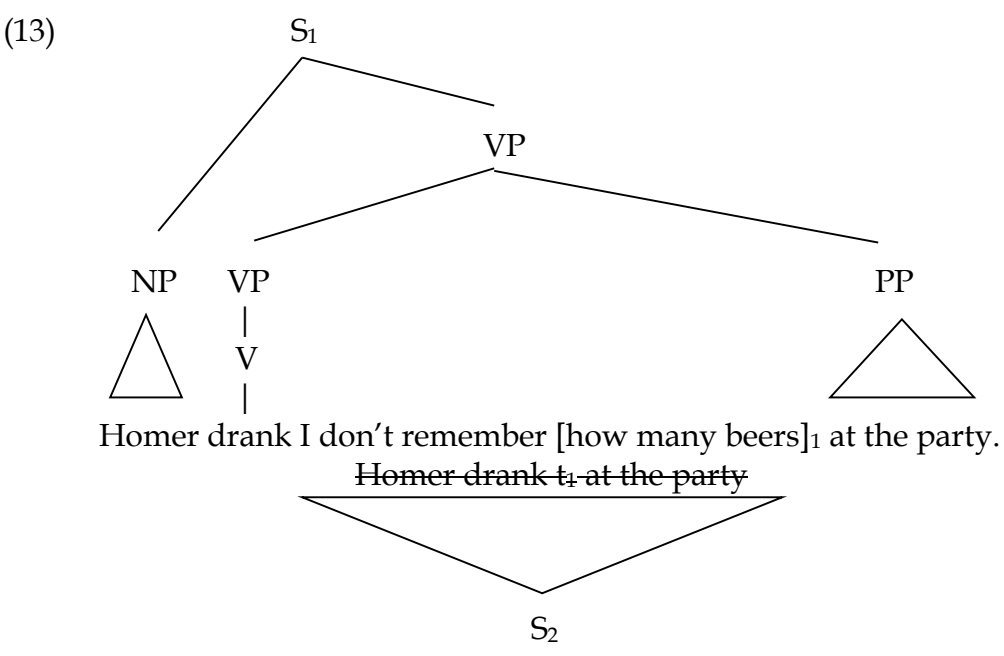 (13) S₁
VP
NP VP PP
V
Homer drank I don’t remember [how many beers]₁ at the party.
Homer drank t₁ at the party
S₂